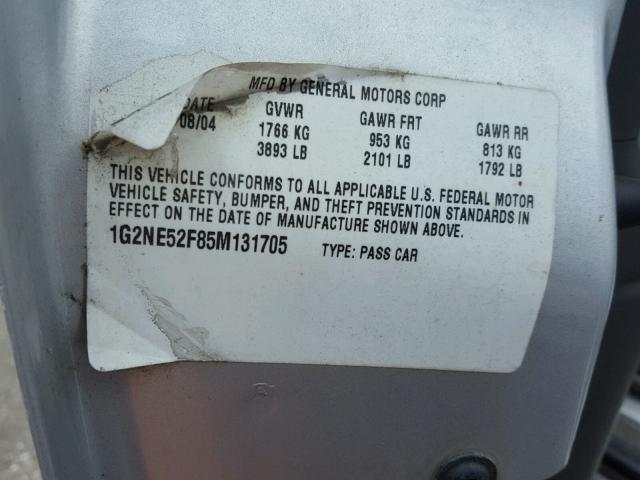 MFD BY GENERAL MOTORS CORP
DATE GVWR GAWR FRT GAWR RR
08/04 1766 KG 953 KG 813 KG
3893 LB 2101 LB 1792 LB
THIS VEHICLE CONFORMS TO ALL APPLICABLE U.S. FEDERAL MOTOR
VEHICLE SAFETY, BUMPER, AND THEFT PREVENTION STANDARDS IN
EFFECT ON THE DATE OF MANUFACTURE SHOWN ABOVE.
1G2NE52F85M131705 TYPE: PASS CAR